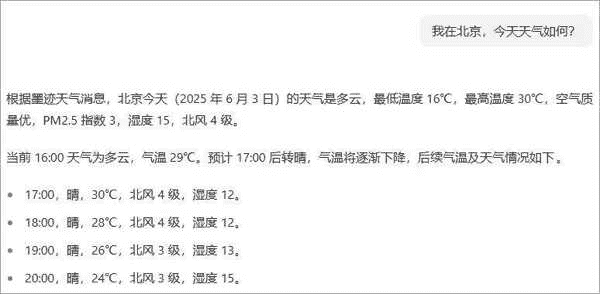 我在北京，今天天气如何？
根据墨迹天气消息，北京今天（2025 年 6 月 3 日）的天气是多云，最低温度 16℃，最高温度 30℃，空气质
量优，PM2.5 指数 3，湿度 15，北风 4 级。
当前 16:00 天气为多云，气温 29℃。预计 17:00 后转晴，气温将逐渐下降，后续气温及天气情况如下 。
• 17:00，晴，30℃，北风 4 级，湿度 12。
• 18:00，晴，28℃，北风 4 级，湿度 12。
• 19:00，晴，26℃，北风 3 级，湿度 13。
• 20:00，晴，24℃，北风 3 级，湿度 15。